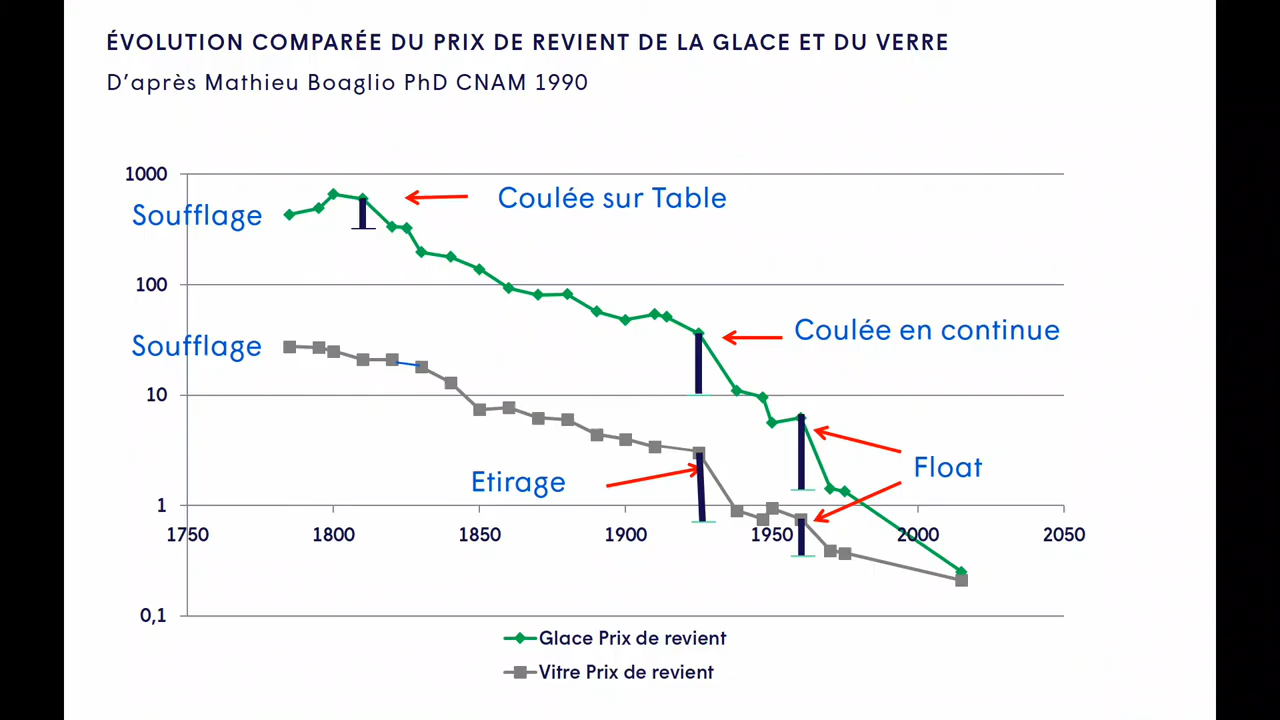 ÉVOLUTION COMPARÉE DU PRIX DE REVIENT DE LA GLACE ET DU VERRE
D'après Mathieu Boaglio PhD CNAM 1990
1000
Coulée sur Table
Soufflage
100
Coulée en continue
Soufflage
10
Float
Etirage
1
1750 1800 1850 1900 1950 2000 2050
0,1
Glace Prix de revient
Vitre Prix de revient